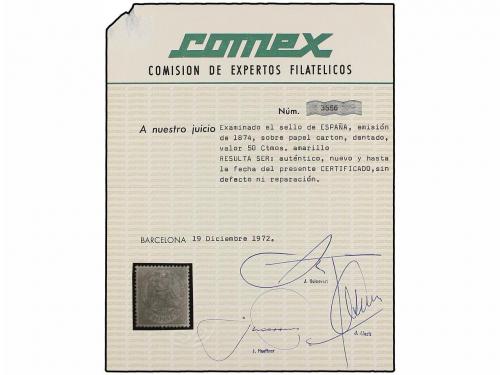 comex
COMISION DE EXPERTOS FILATELICOS
Núm. 3556
A nuestro juicio Examinado el sello de ESPAÑA, emisión
de 1874, sobre papel carton, dentado,
valor 50 Ctmos. amarillo
RESULTA SER: auténtico, nuevo y hasta
la fecha del presente CERTIFICADO, sin
defecto ni reparación.
BARCELONA 19 Diciembre 1972.